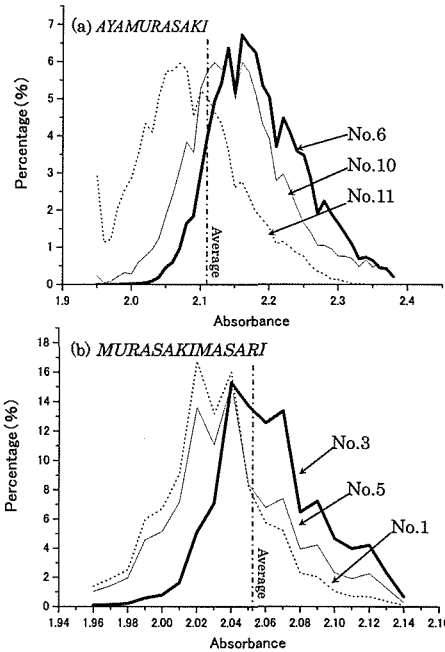 (a) AYAMURASAKI
7
6
5
4
3
2
1
0
Percentage(%)
No.6
No.10
No.11
Average
1.9 2.0 2.1 2.2 2.3 2.4
Absorbance
(b) MURASAKIMASARI
18
16
14
12
10
8
6
4
2
0
Percentage(%)
No.3
No.5
No.1
Average
1.94 1.96 1.98 2.00 2.02 2.04 2.06 2.08 2.10 2.12 2.14 2.16
Absorbance